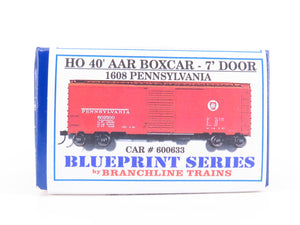 HO 40' AAR BOXCAR - 7' DOOR
1608 PENNSYLVANIA
PENNSYLVANIA
CAR # 600633
BLUEPRINT SERIES
by BRANCHLINE TRAINS